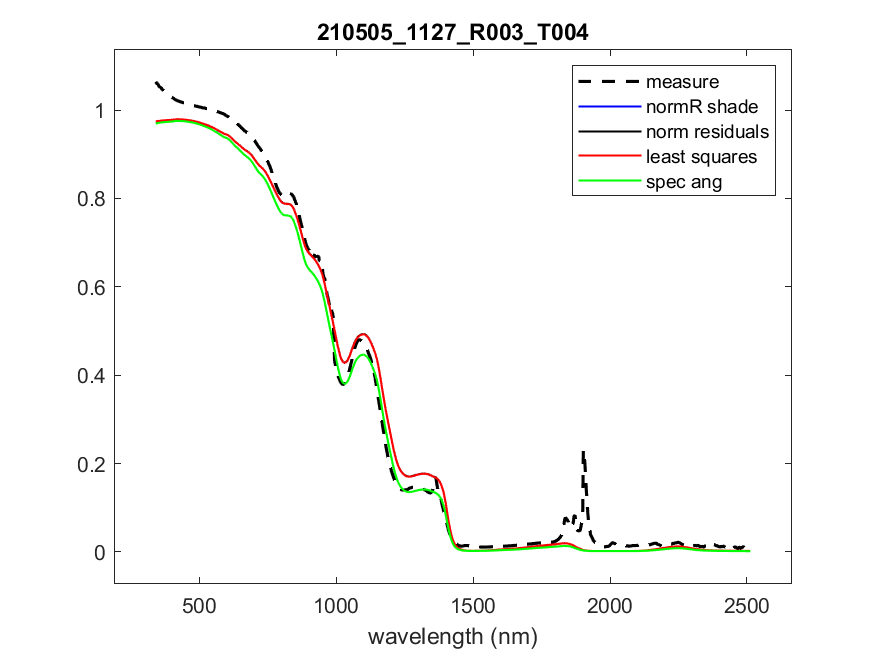 210505_1127_R003_T004
measure
normR shade
norm residuals
least squares
spec ang
1
0.8
0.6
0.4
0.2
0
500 1000 1500 2000 2500
wavelength (nm)